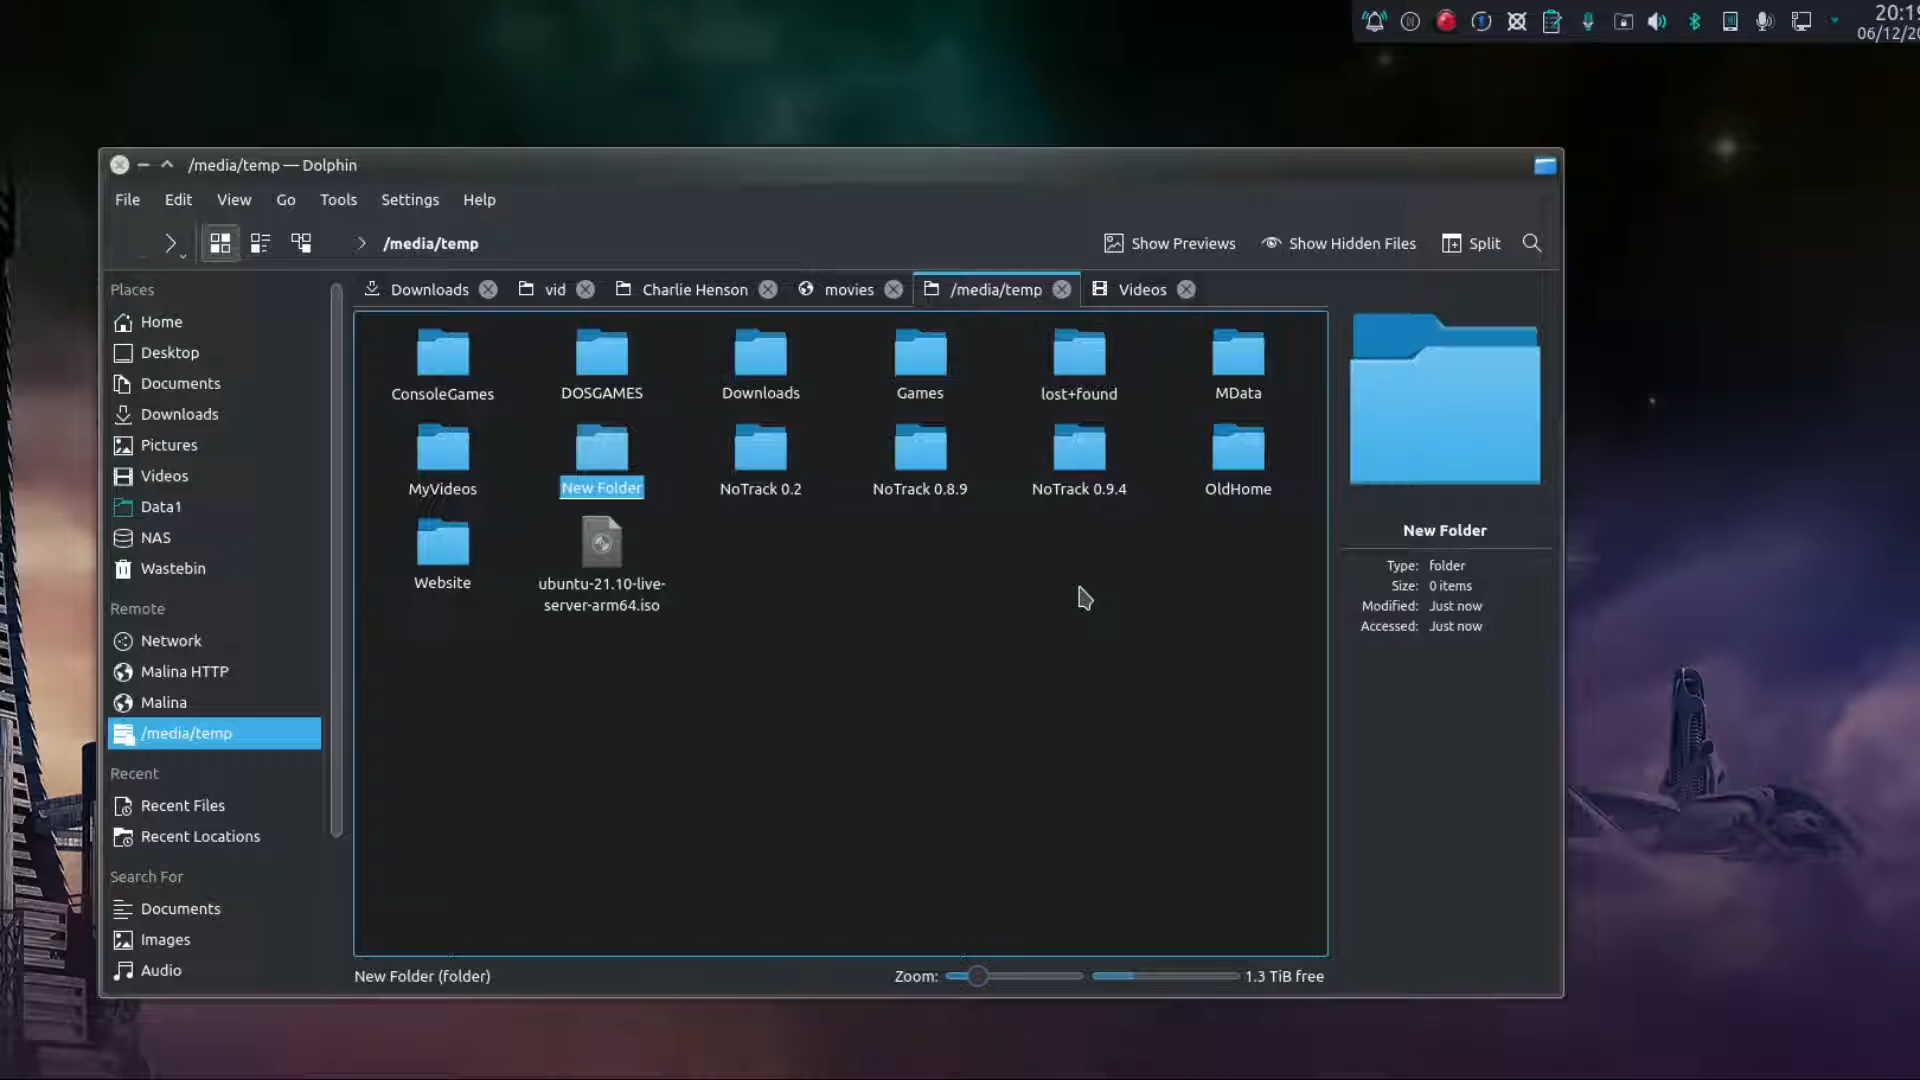 20:19
06/12/20
/media/temp — Dolphin
File Edit View Go Tools Settings Help
/media/temp
Show Previews Show Hidden Files Split
Places
Home
Desktop
Documents
Downloads
Pictures
Videos
Data1
NAS
Wastebin
Remote
Network
Malina HTTP
Malina
/media/temp
Recent
Recent Files
Recent Locations
Search For
Documents
Images
Audio
Downloads vid Charlie Henson movies /media/temp Videos
ConsoleGames DOSGAMES Downloads Games lost+found MData
MyVideos New Folder NoTrack 0.2 NoTrack 0.8.9 NoTrack 0.9.4 OldHome
Website ubuntu-21.10-live-
server-arm64.iso
New Folder
Type: folder
Size: 0 items
Modified: Just now
Accessed: Just now
New Folder (folder) Zoom: 1.3 TiB free